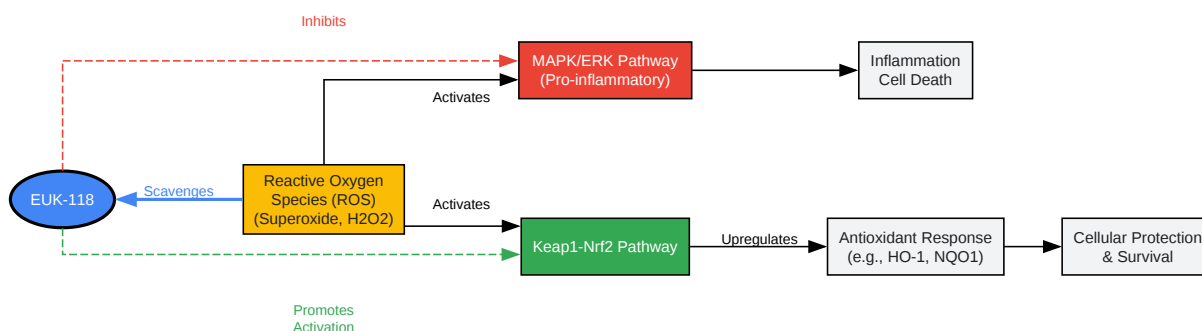 Inhibits
MAPK/ERK Pathway
(Pro-inflammatory)
Inflammation
Cell Death
Activates
EUK-118
Scavenges
Reactive Oxygen
Species (ROS)
(Superoxide, H2O2)
Activates
Keap1-Nrf2 Pathway
Upregulates
Antioxidant Response
(e.g., HO-1, NQO1)
Cellular Protection
& Survival
Promotes
Activation